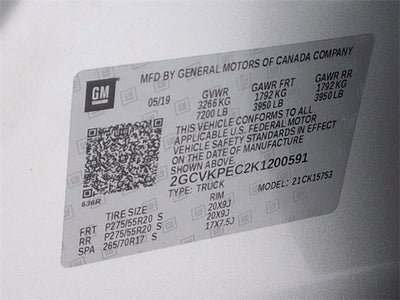 GM
MFD BY GENERAL MOTORS OF CANADA COMPANY
05/19 GVWR GAWR FRT GAWR RR
3266 KG 1792 KG 1792 KG
7200 LB 3950 LB 3950 LB
THIS VEHICLE CONFORMS TO ALL
APPLICABLE U.S. FEDERAL MOTOR
VEHICLE SAFETY STANDARDS IN EFFECT
ON THE DATE OF MANUFACTURE
SHOWN ABOVE.
2GCVKPEC2K1200591
TYPE: TRUCK MODEL: 21CK15753
636R
TIRE SIZE RIM
FRT P275/55R20 S 20X9J
RR P275/55R20 S 20X9J
SPA 265/70R17 S 17X7.5J